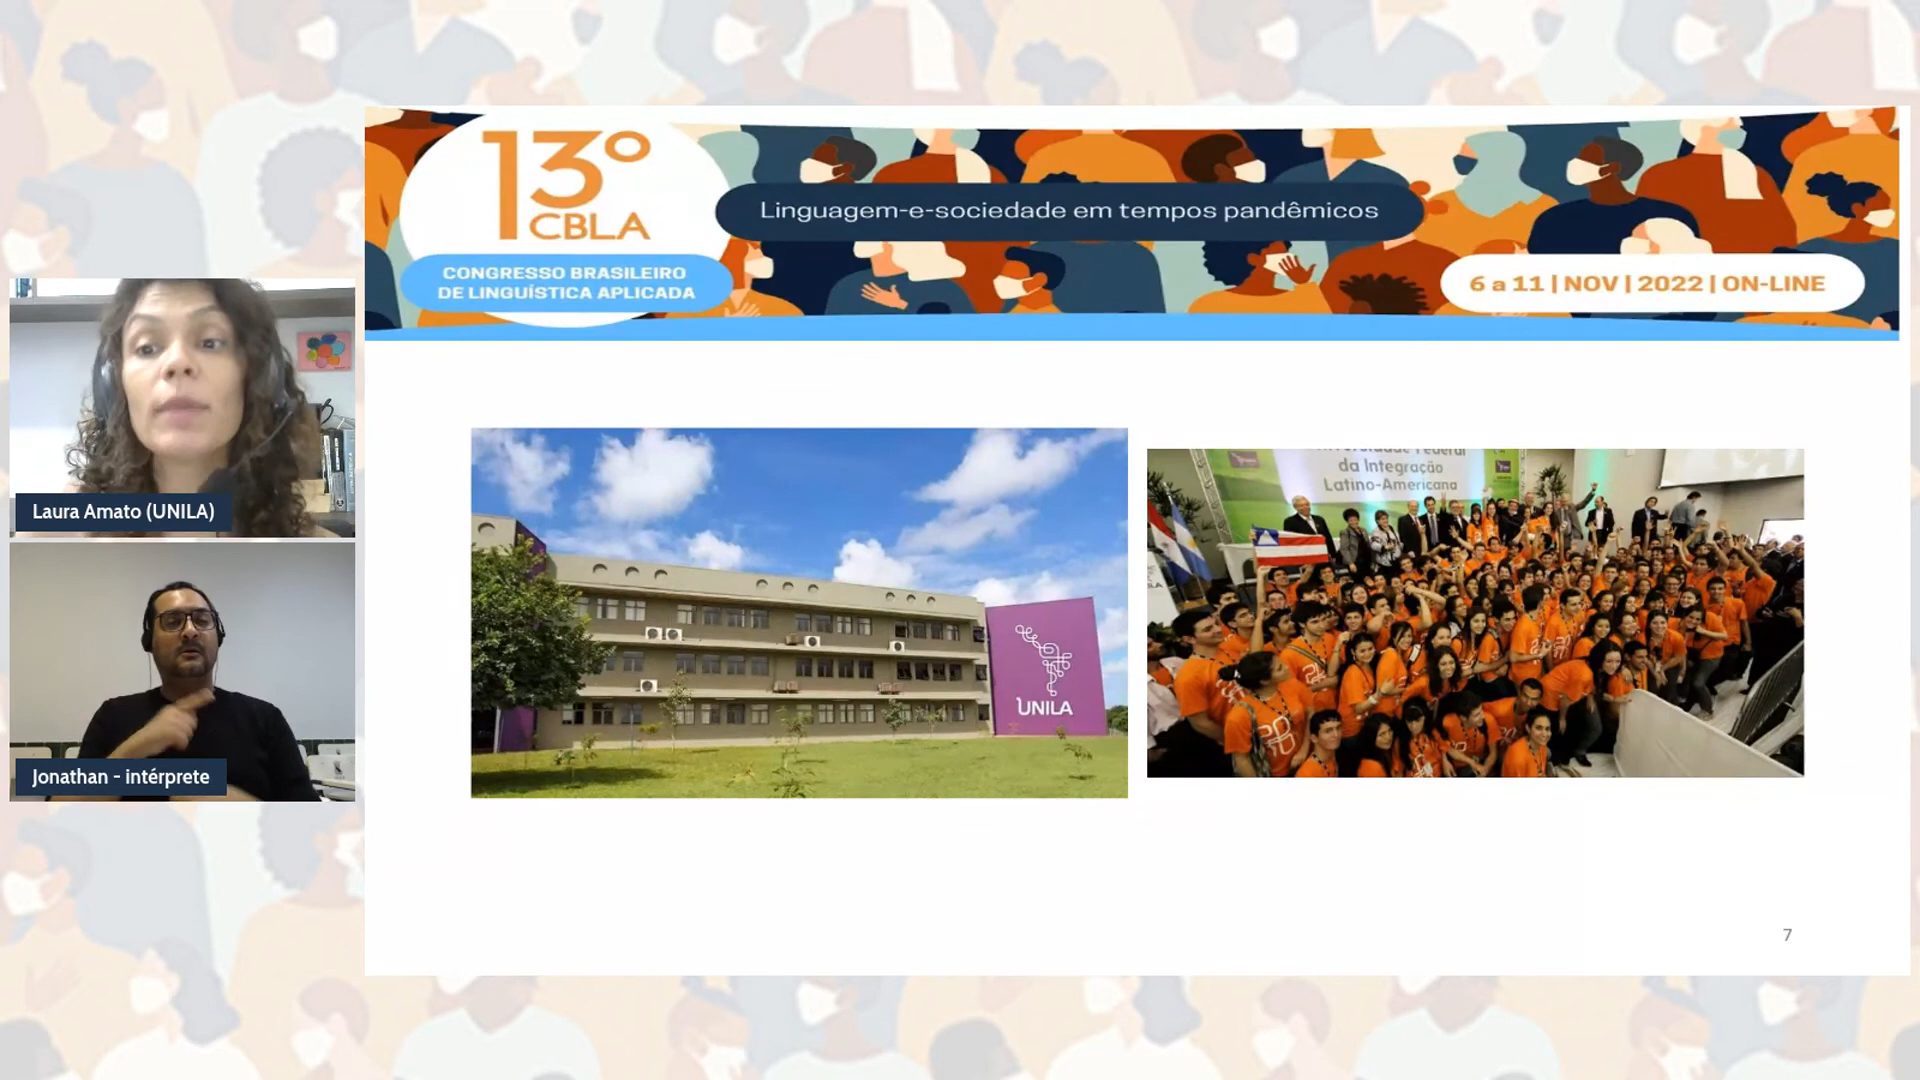 13º
CBLA
CONGRESSO BRASILEIRO
DE LINGUÍSTICA APLICADA
Linguagem-e-sociedade em tempos pandêmicos
6 a 11 | NOV | 2022 | ON-LINE
Laura Amato (UNILA)
Jonathan - intérprete
UNILA
Federal
da Integração
Latino-Americana
7